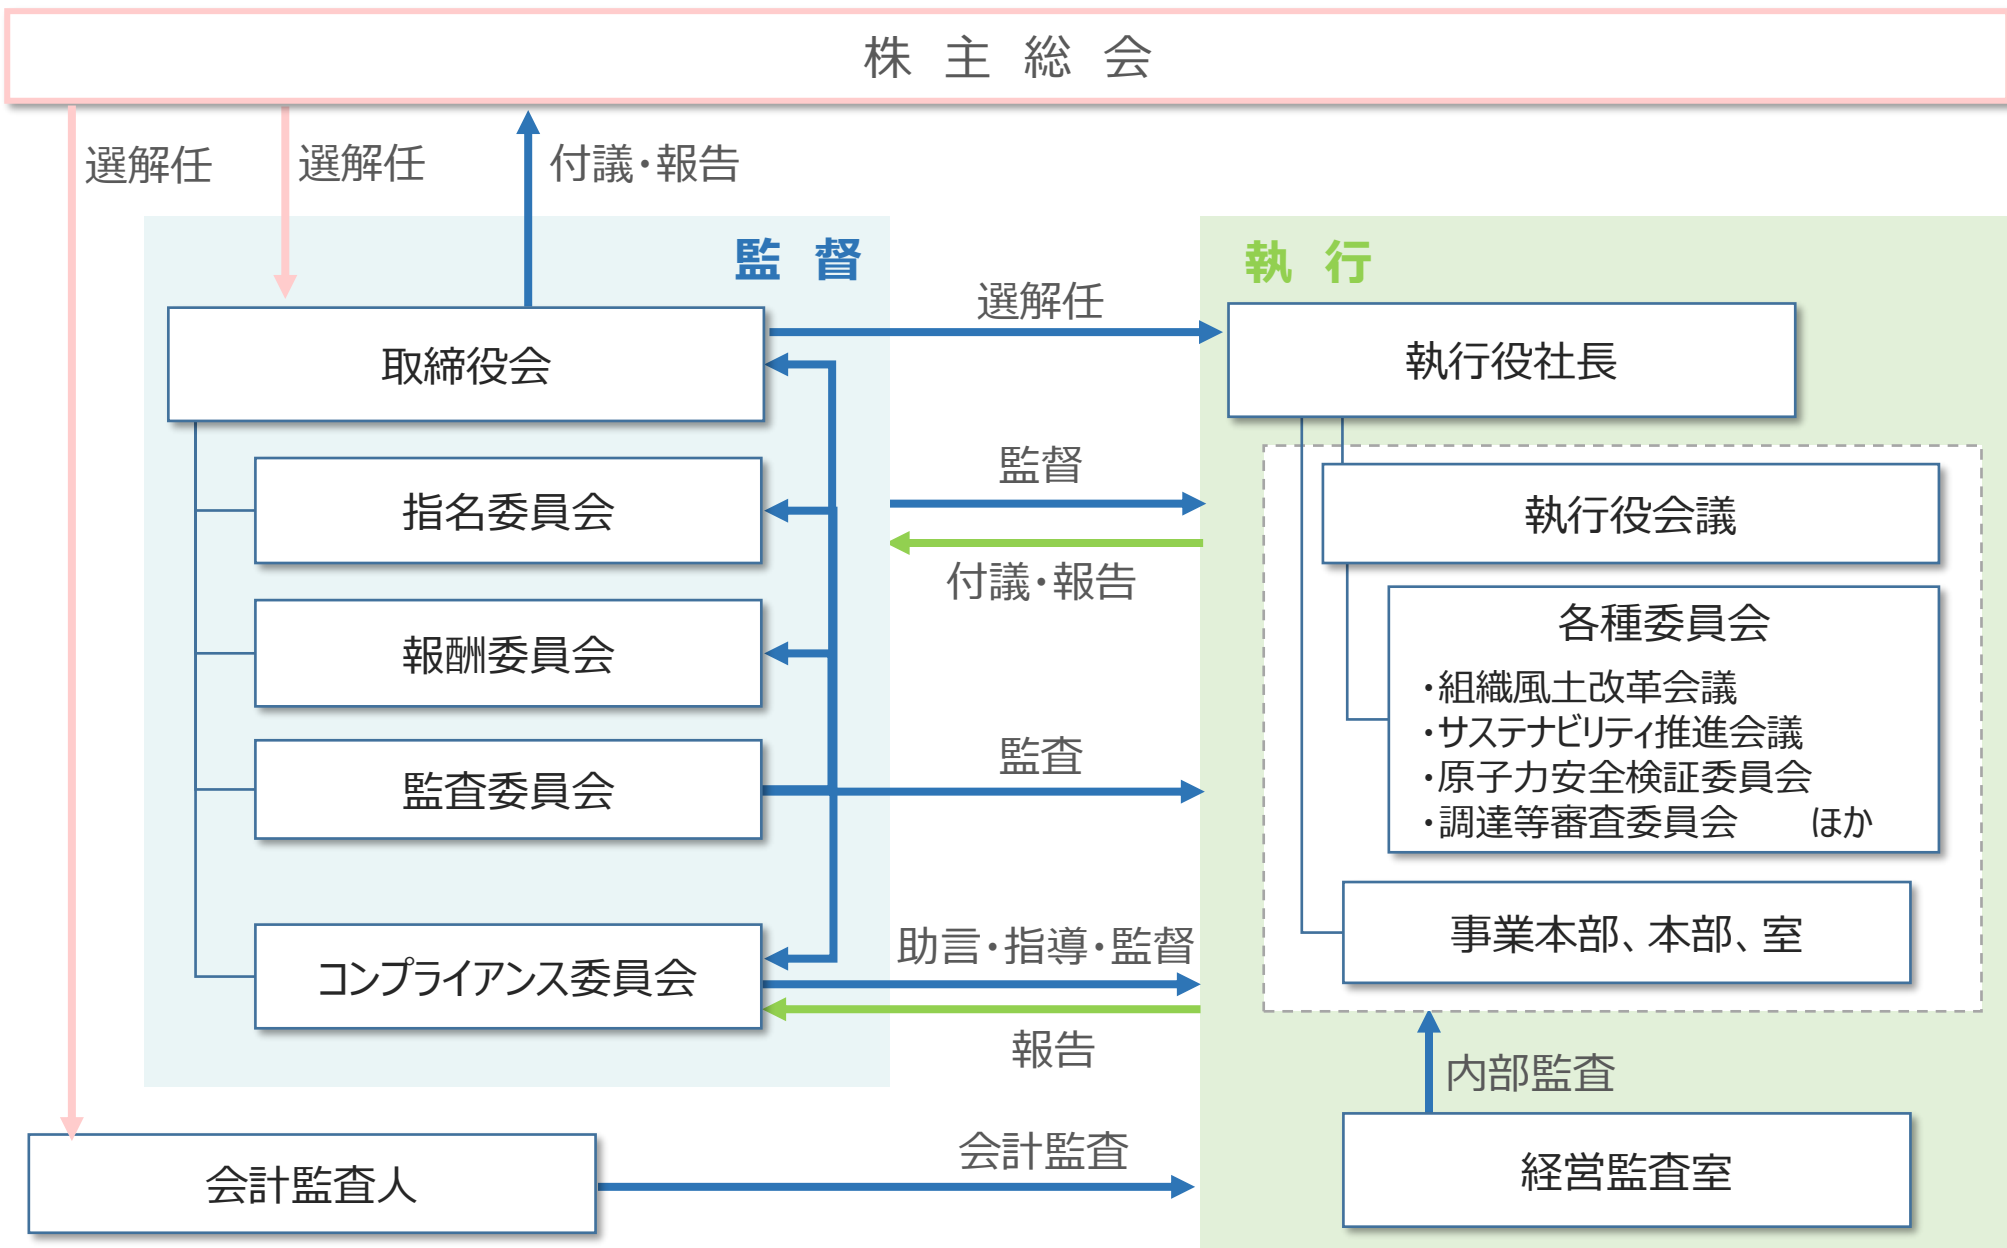 株 主 総 会
選解任
選解任
付議・報告
監 督
執 行
取締役会
選解任
執行役社長
指名委員会
監督
付議・報告
執行役会議
報酬委員会
各種委員会
・組織風土改革会議
・サステナビリティ推進会議
・原子力安全検証委員会
・調達等審査委員会 ほか
監査委員会
監査
コンプライアンス委員会
助言・指導・監督
報告
事業本部、本部、室
内部監査
会計監査人
会計監査
経営監査室